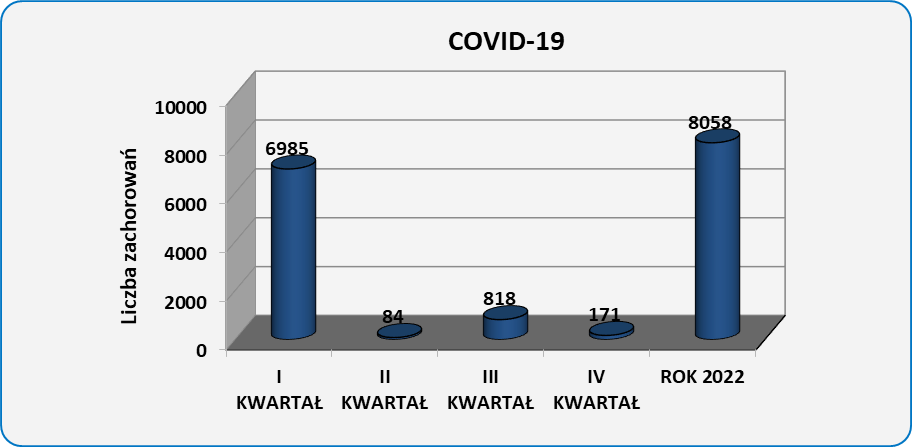 COVID-19
Liczba zachorowań
10000
8000
6000
4000
2000
0
6985
84
818
171
8058
I
KWARTAŁ
II
KWARTAŁ
III
KWARTAŁ
IV
KWARTAŁ
ROK 2022